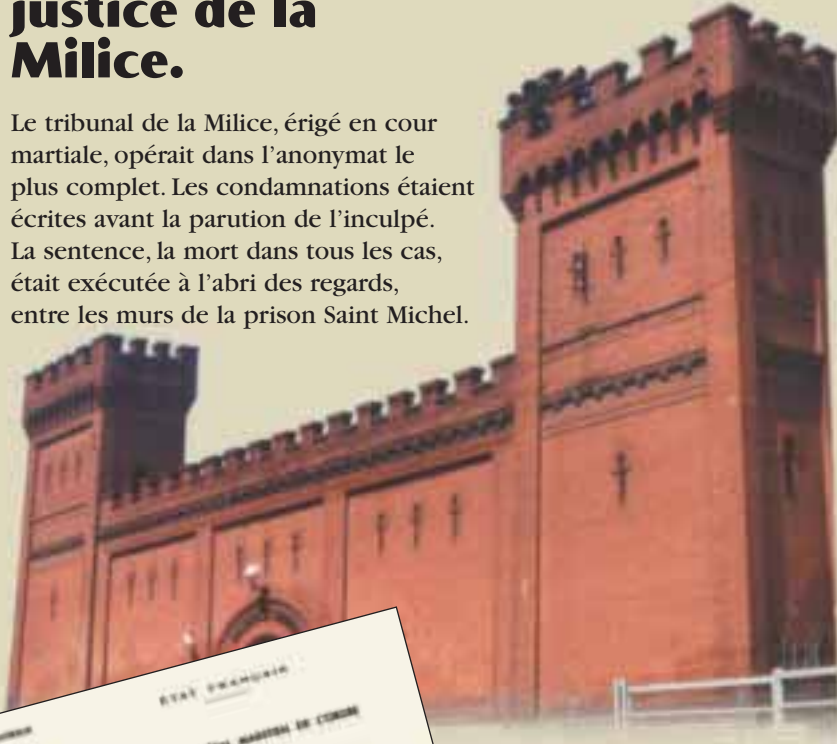 justice de la
Milice.
Le tribunal de la Milice, érigé en cour
martiale, opérait dans l’anonymat le
plus complet. Les condamnations étaient
écrites avant la parution de l’inculpé.
La sentence, la mort dans tous les cas,
était exécutée à l’abri des regards,
entre les murs de la prison Saint Michel.
ETAT FRANCAIS